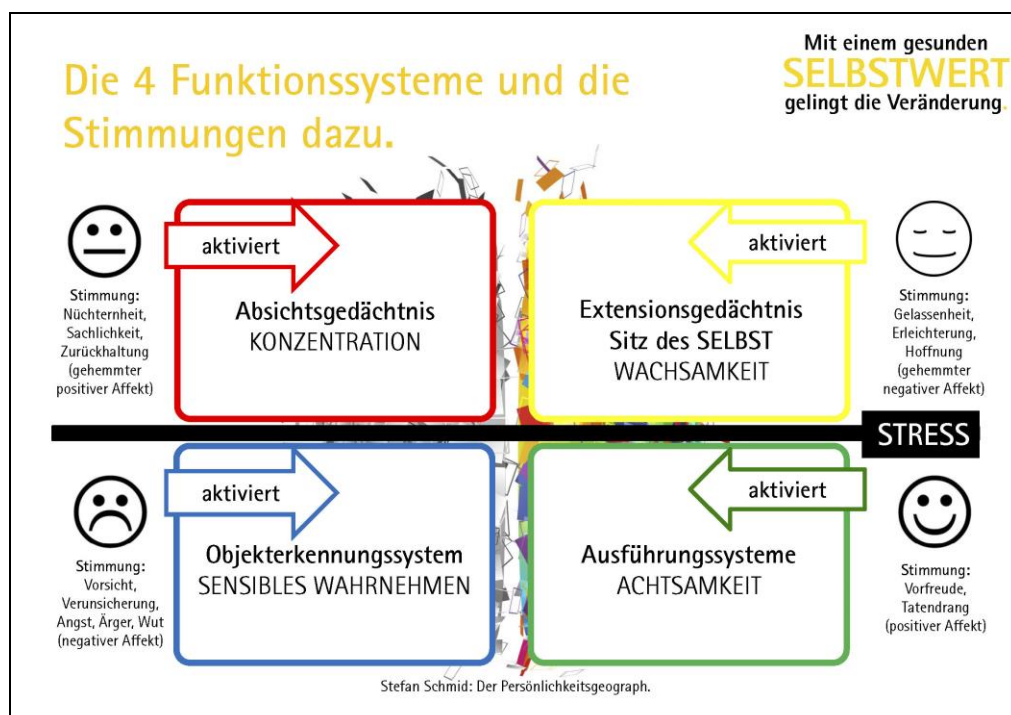 Die 4 Funktionssysteme und die
Stimmungen dazu.
Mit einem gesunden
SELBSTWERT
gelingt die Veränderung.
aktiviert
Stimmung:
Nüchternheit,
Sachlichkeit,
Zurückhaltung
(gehemmter
positiver Affekt)
Absichtsgedächtnis
KONZENTRATION
aktiviert
Extensionsgedächtnis
Sitz des SELBST
WACHSAMKEIT
Stimmung:
Gelassenheit,
Erleichterung,
Hoffnung
(gehemmter
negativer Affekt)
STRESS
aktiviert
Stimmung:
Vorsicht,
Verunsicherung,
Angst, Ärger, Wut
(negativer Affekt)
Objekterkennungssystem
SENSIBLES WAHRNEHMEN
aktiviert
Ausführungssysteme
ACHTSAMKEIT
Stimmung:
Vorfreude,
Tatendrang
(positiver Affekt)
Stefan Schmid: Der Persönlichkeitsgeograph.